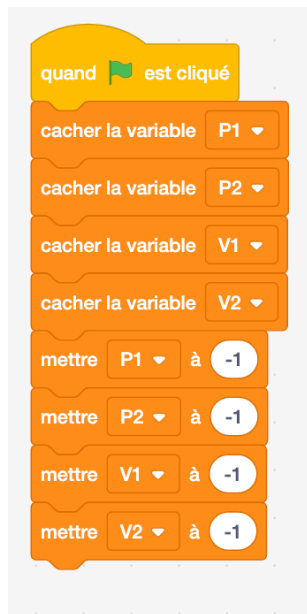 quand est cliqué
cacher la variable P1
cacher la variable P2
cacher la variable V1
cacher la variable V2
mettre P1 à -1
mettre P2 à -1
mettre V1 à -1
mettre V2 à -1